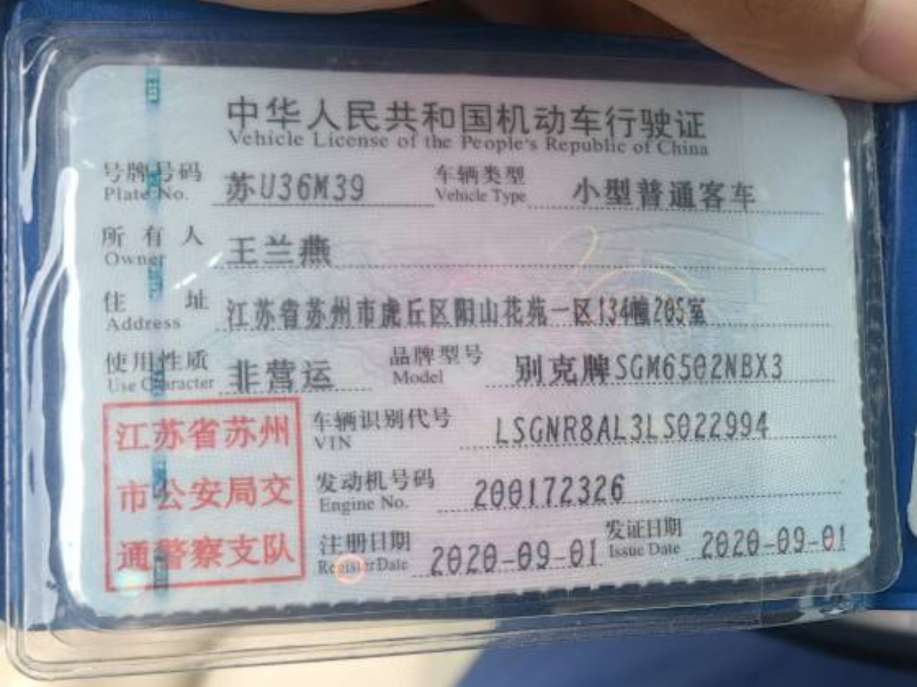 中华人民共和国机动车行驶证
Vehicle License of the People's Republic of China
号牌号码 苏U36M39 车辆类型 小型普通客车
Plate No. Vehicle Type
所有人 王兰燕
Owner
住址 江苏省苏州市虎丘区阳山花苑一区134幢205室
Address
使用性质 非营运 品牌型号 别克牌SGM6502NBX3
Use Character Model
江苏省苏州 车辆识别代号 LSGNR8AL3LS022994
VIN
市公安局交 发动机号码 200172326
Engine No.
通警察支队 注册日期 2020-09-01 发证日期 2020-09-01
Register Date Issue Date